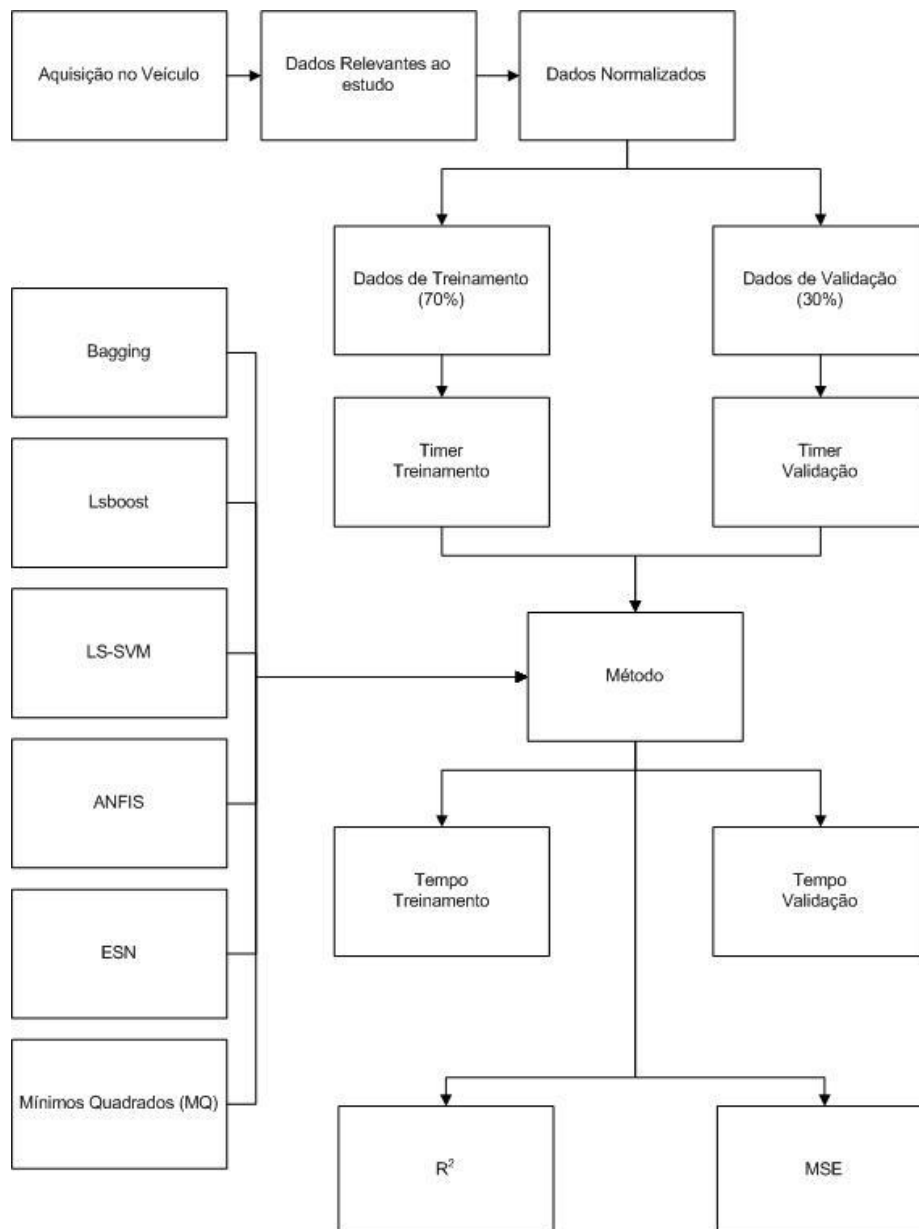 Aquisição no Veículo
Dados Relevantes ao
estudo
Dados Normalizados
Dados de Treinamento
(70%)
Dados de Validação
(30%)
Bagging
Timer
Treinamento
Timer
Validação
Lsboost
LS-SVM
Método
ANFIS
Tempo
Treinamento
Tempo
Validação
ESN
Mínimos Quadrados (MQ)
R²
MSE